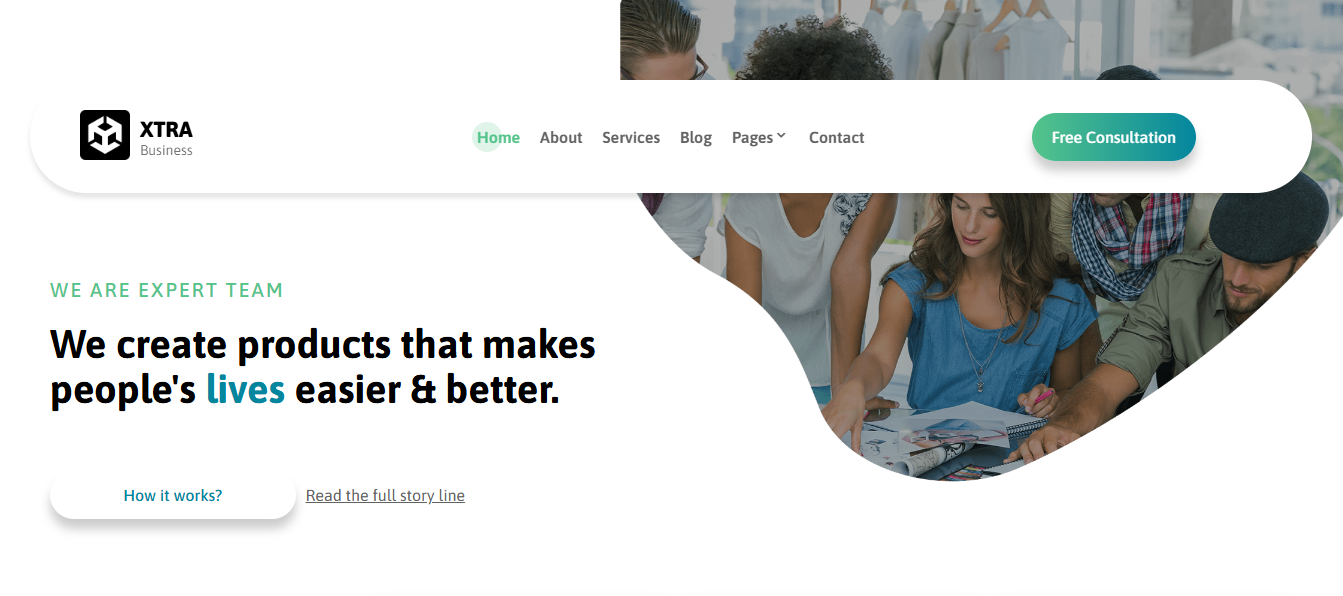 XTRA
Business
Home
About
Services
Blog
Pages
Contact
Free Consultation
WE ARE EXPERT TEAM
We create products that makes
people's lives easier & better.
How it works?
Read the full story line